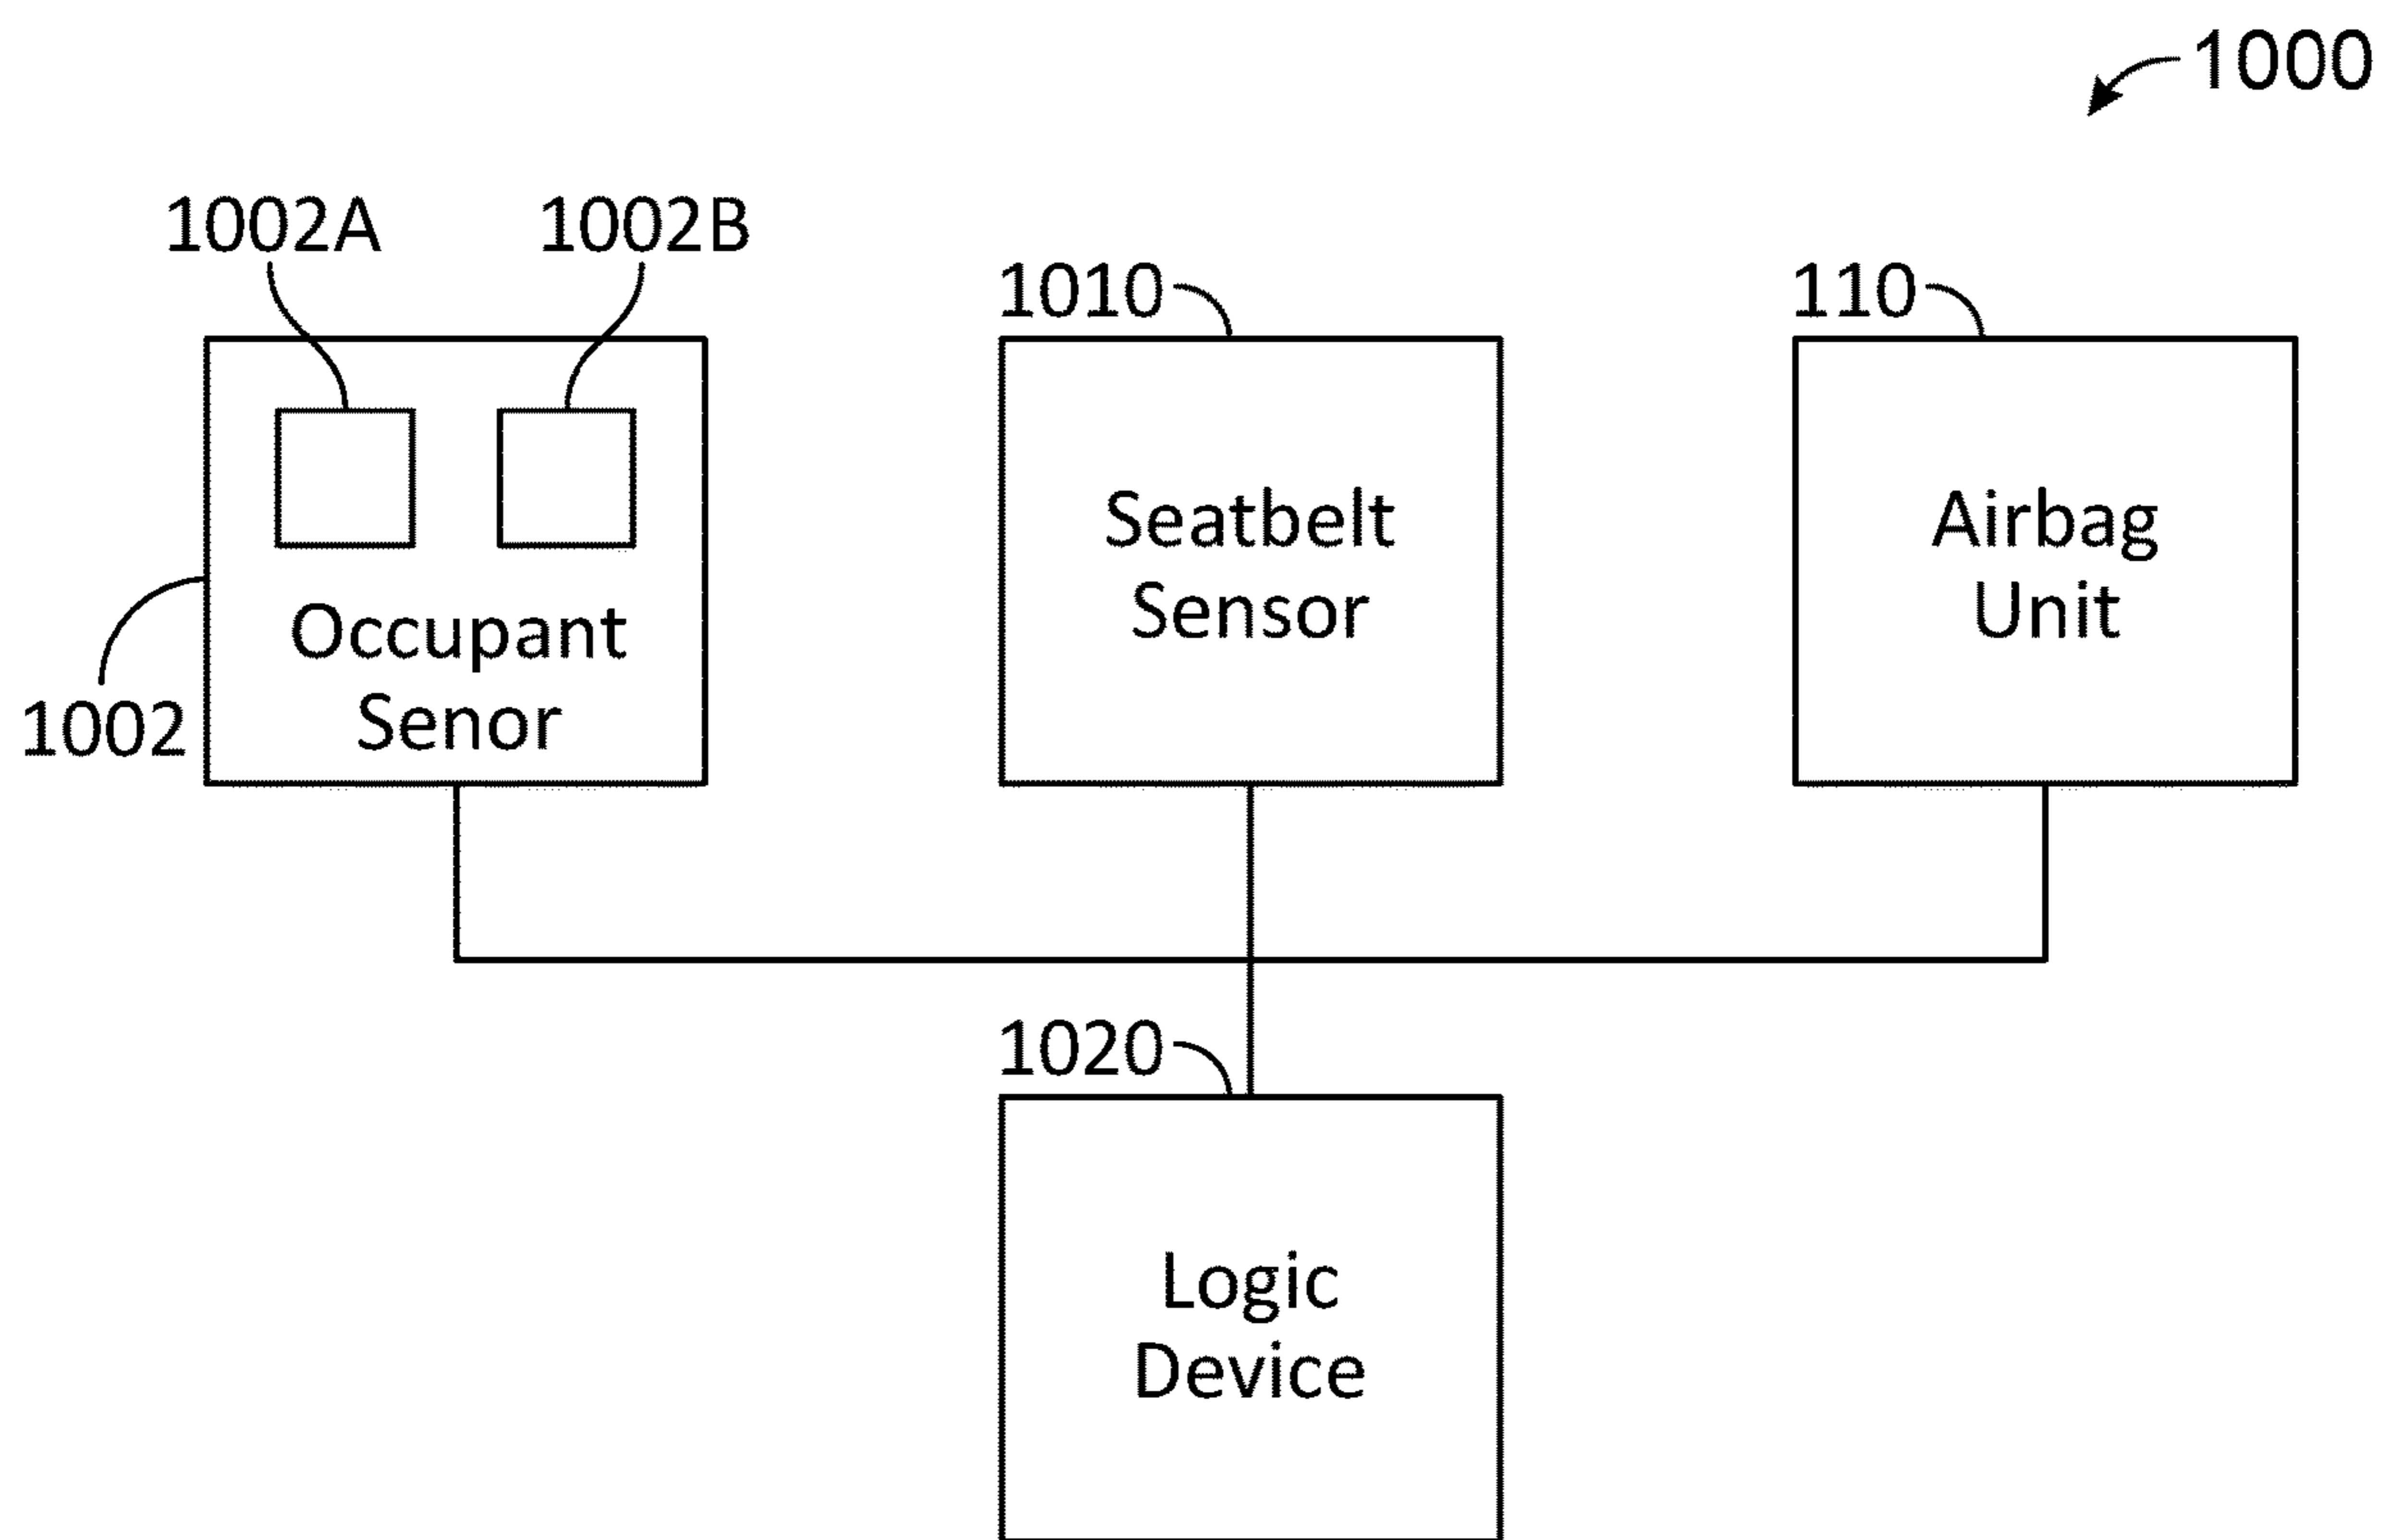 1000
1002A
1002B
1010
110
Occupant
Senor
1002
Seatbelt
Sensor
Airbag
Unit
1020
Logic
Device